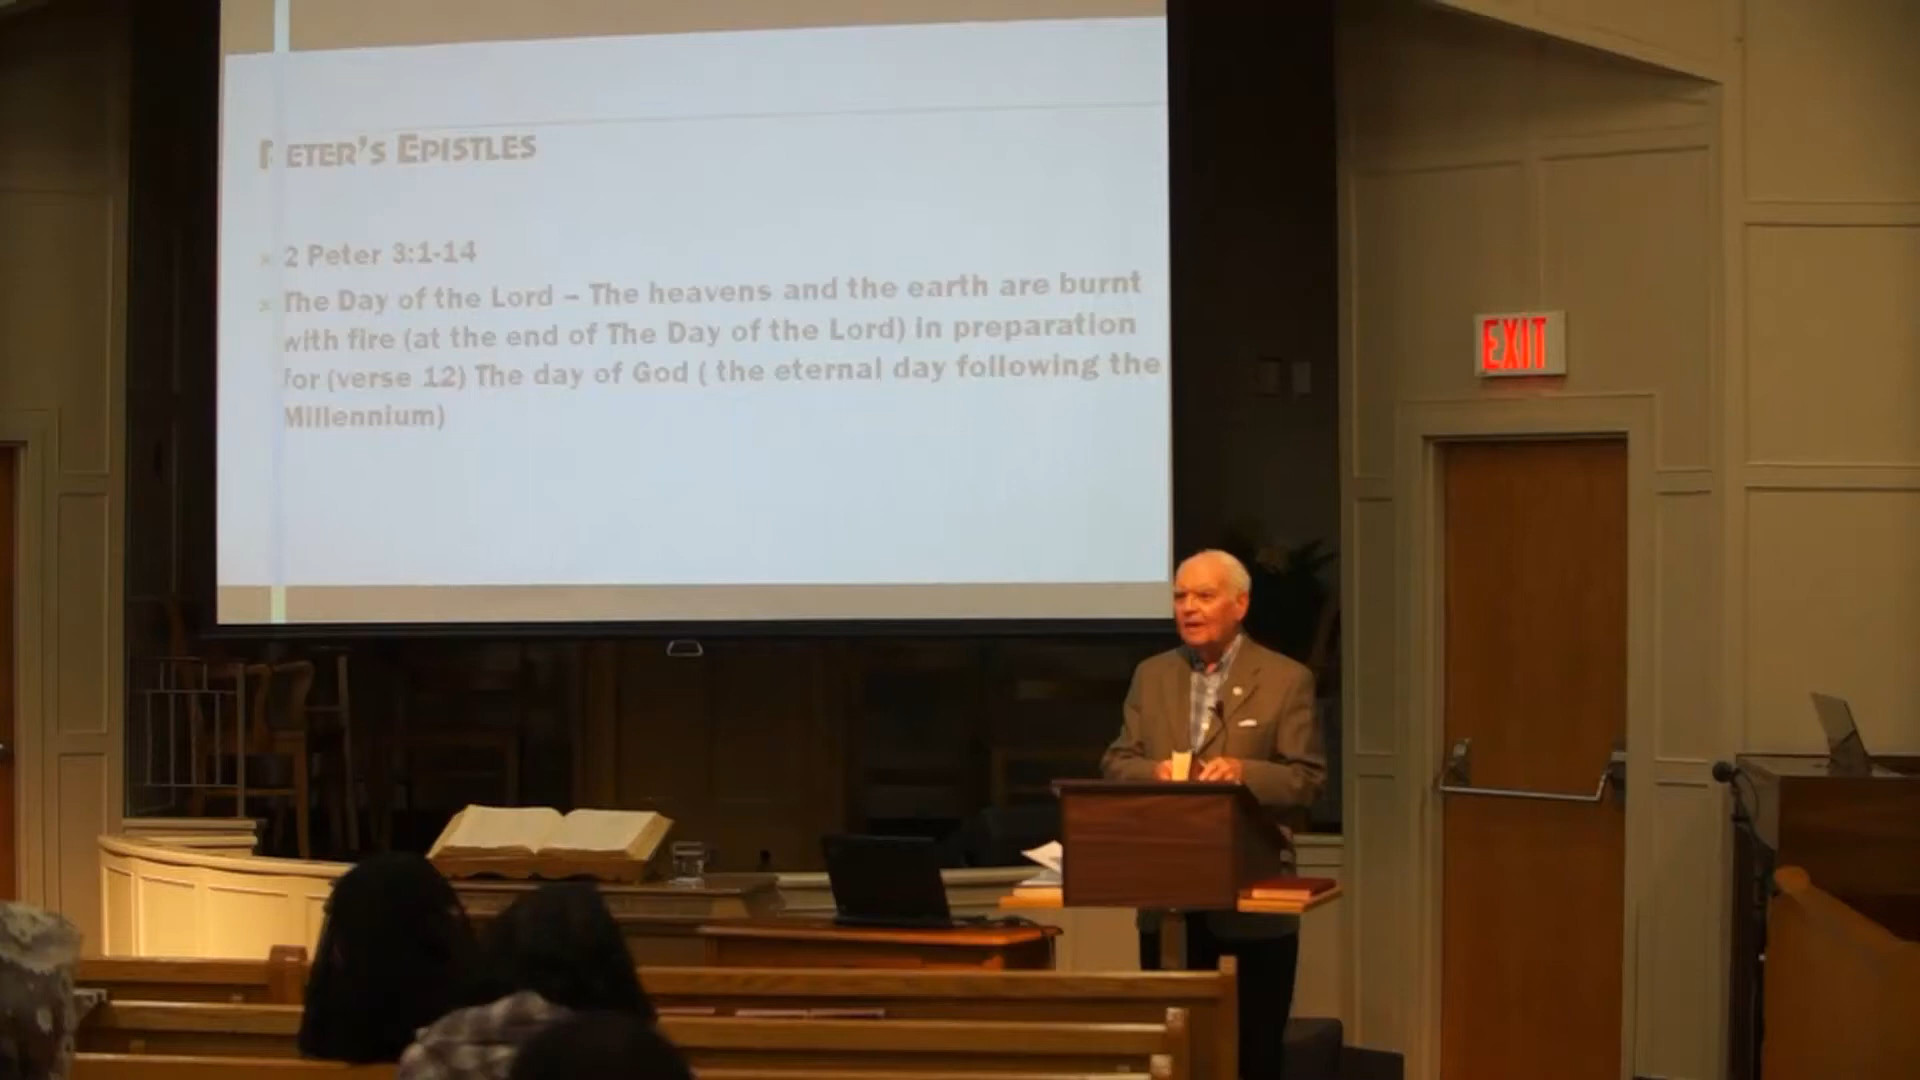 PETER'S EPISTLES
2 Peter 3:1-14
The Day of the Lord – The heavens and the earth are burnt
with fire (at the end of The Day of the Lord) in preparation
for (verse 12) The day of God ( the eternal day following the
Millennium)
EXIT